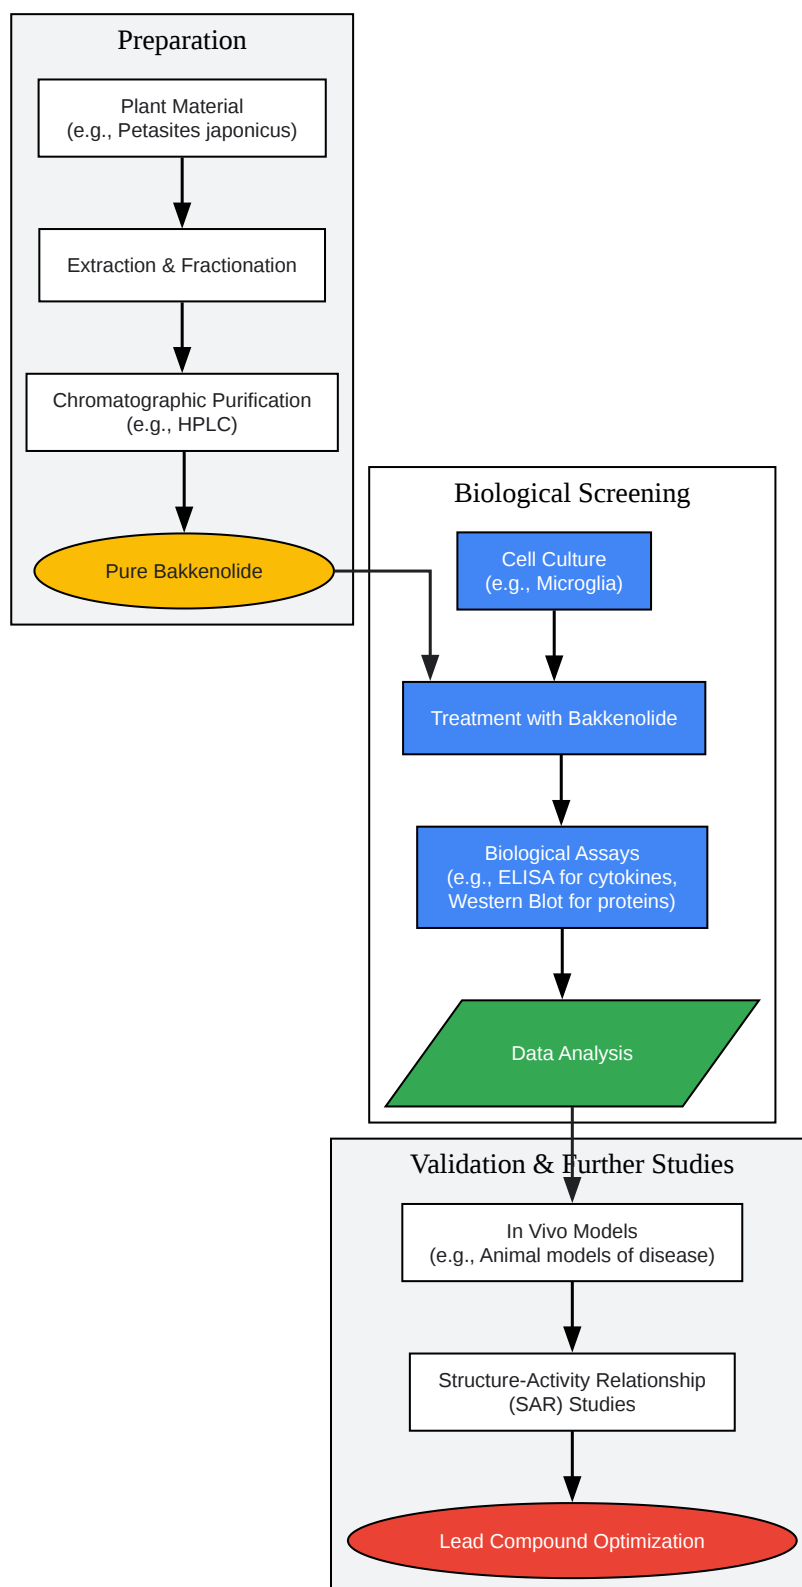 Preparation
Plant Material
(e.g., Petasites japonicus)
Extraction & Fractionation
Chromatographic Purification
(e.g., HPLC)
Pure Bakkenolide
Biological Screening
Cell Culture
(e.g., Microglia)
Treatment with Bakkenolide
Biological Assays
(e.g., ELISA for cytokines,
Western Blot for proteins)
Data Analysis
Validation & Further Studies
In Vivo Models
(e.g., Animal models of disease)
Structure-Activity Relationship
(SAR) Studies
Lead Compound Optimization